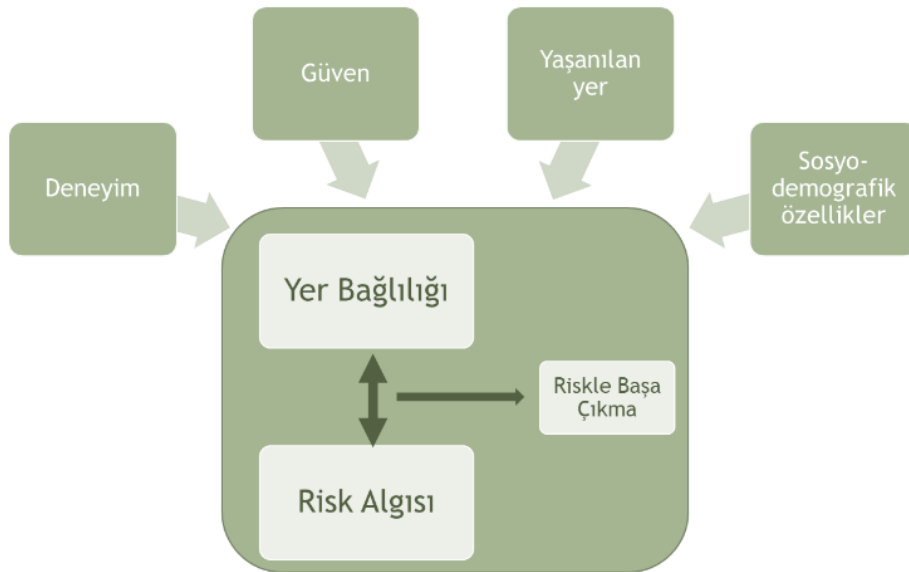 Güven
Yaşanılan
yer
Deneyim
Sosyo-
demografik
özellikler
Yer Bağlılığı
Riskle Başa
Çıkma
Risk Algısı